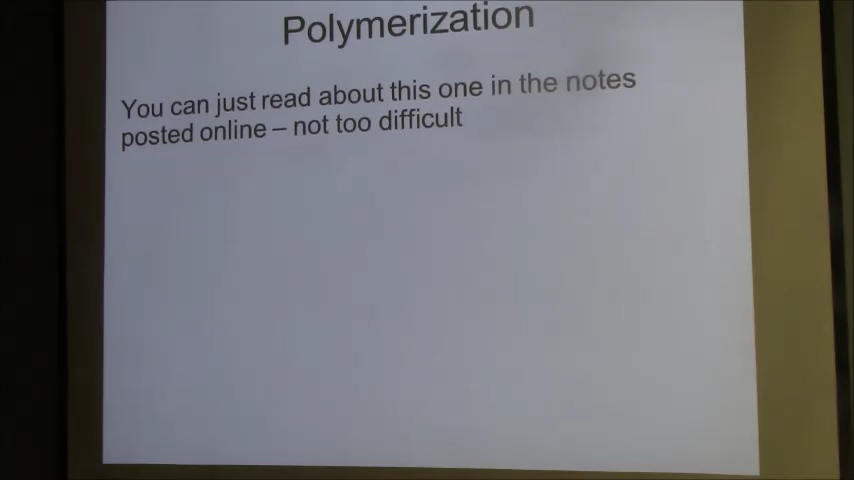 Polymerization
You can just read about this one in the notes
posted online – not too difficult